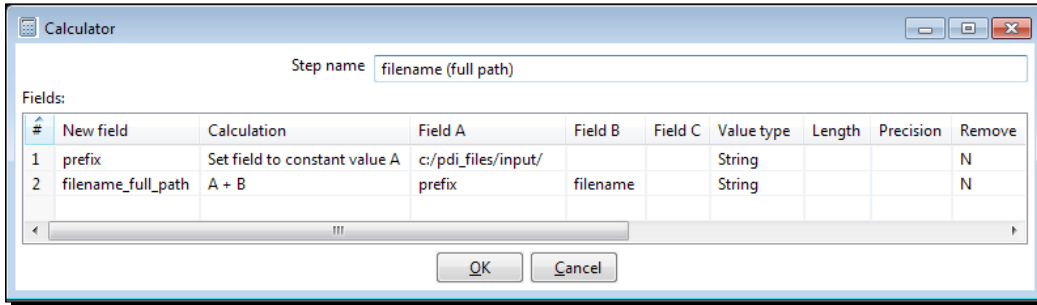 Calculator
Step name filename (full path)
Fields:
# New field Calculation Field A Field B Field C Value type Length Precision Remove
1 prefix Set field to constant value A c:/pdi_files/input/ String N
2 filename_full_path A + B prefix filename String N
OK Cancel